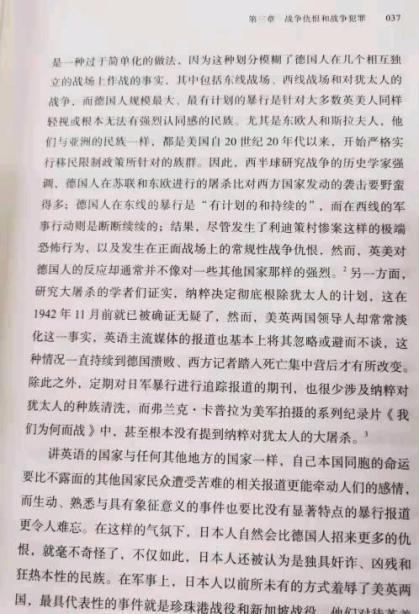 第三章 战争仇恨和战争犯罪 037
是一种过于简单化的做法，因为这种划分模糊了德国人在几个相互独
立的战场上作战的事实，其中包括东线战场、西线战场和对犹太人的
战争，而德国人规模最大、最有计划的暴行是针对大多数英美人同样
轻视或根本无法有强烈认同感的民族。尤其是东欧人和斯拉夫人，他
们与亚洲的民族一样，都是美国自20世纪20年代以来，开始严格实
行移民限制政策所针对的族群。因此，西半球研究战争的历史学家强
调，德国人在苏联和东欧进行的屠杀比对西方国家发动的袭击要野蛮
得多；德国人在东线的暴行是“有计划的和持续的”，而在西线的军
事行动则是断断续续的；结果，尽管发生了利迪策村惨案这样的极端
恐怖行为，以及发生在正面战场上的常规性战争仇恨，然而，英美对
德国人的反应却通常并不像对一些其他国家那样的强烈。2 另一方面，
研究大屠杀的学者们证实，纳粹决定彻底根除犹太人的计划，这在
1942年11月前就已被确证无疑了，然而，美英两国领导人却常常淡
化这一事实，英语主流媒体的报道也基本上将其忽略或避而不谈，这
种情况一直持续到德国溃败、西方记者踏入死亡集中营后才有所改变。
除此之外，定期对日军暴行进行追踪报道的期刊，也很少涉及纳粹对
犹太人的种族清洗，而弗兰克·卡普拉为美军拍摄的系列纪录片《我
们为何而战》中，甚至根本没有提到纳粹对犹太人的大屠杀。3
讲英语的国家与任何其他地方的国家一样，自己本国同胞的命运
要比不露面的其他国家民众遭受苦难的相关报道更能牵动人们的感情，
而生动、熟悉与具有象征意义的事件也要比没有显著特点的暴行报道
更令人难忘。在这样的气氛下，日本人自然会比德国人招来更多的仇
恨，就毫不奇怪了，不仅如此，日本人还被认为是独具奸诈、凶残和
狂热本性的民族。在军事上，日本人以前所未有的方式羞辱了美英两
国，最具代表性的事件就是珍珠港战役和新加坡战役。他们对陆英美